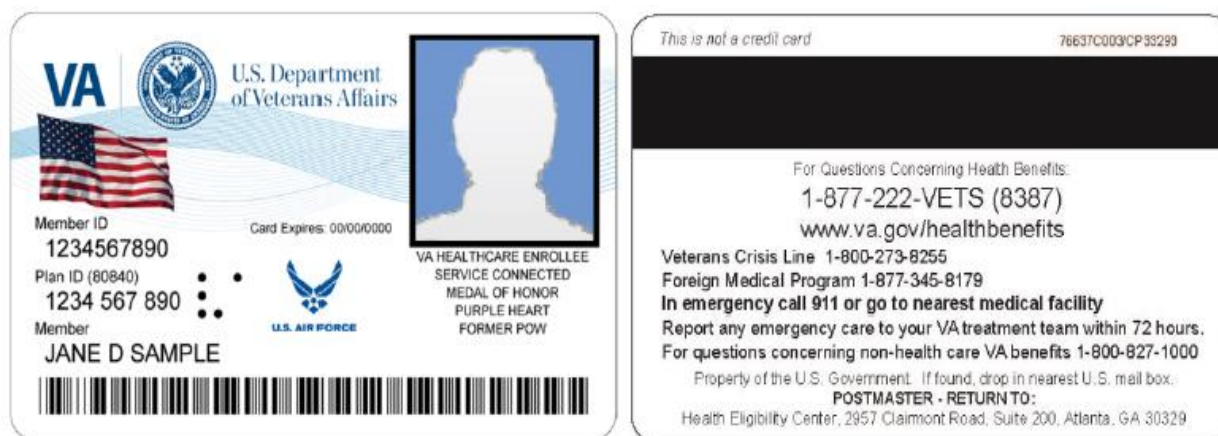 VA
U.S. Department
of Veterans Affairs
Member ID
1234567890
Card Expires: 00/00/0000
Plan ID (80840)
1234 567 890
Member
JANE D SAMPLE
U.S. AIR FORCE
VA HEALTHCARE ENROLLEE
SERVICE CONNECTED
MEDAL OF HONOR
PURPLE HEART
FORMER POW
This is not a credit card
76637C003/CP33293
For Questions Concerning Health Benefits:
1-877-222-VETS (8387)
www.va.gov/healthbenefits
Veterans Crisis Line 1-800-273-8255
Foreign Medical Program 1-877-345-8179
In emergency call 911 or go to nearest medical facility
Report any emergency care to your VA treatment team within 72 hours.
For questions concerning non-health care VA benefits 1-800-827-1000
Property of the U.S. Government. If found, drop in nearest U.S. mail box.
POSTMASTER - RETURN TO:
Health Eligibility Center, 2957 Clairmont Road, Suite 200, Atlanta, GA 30329